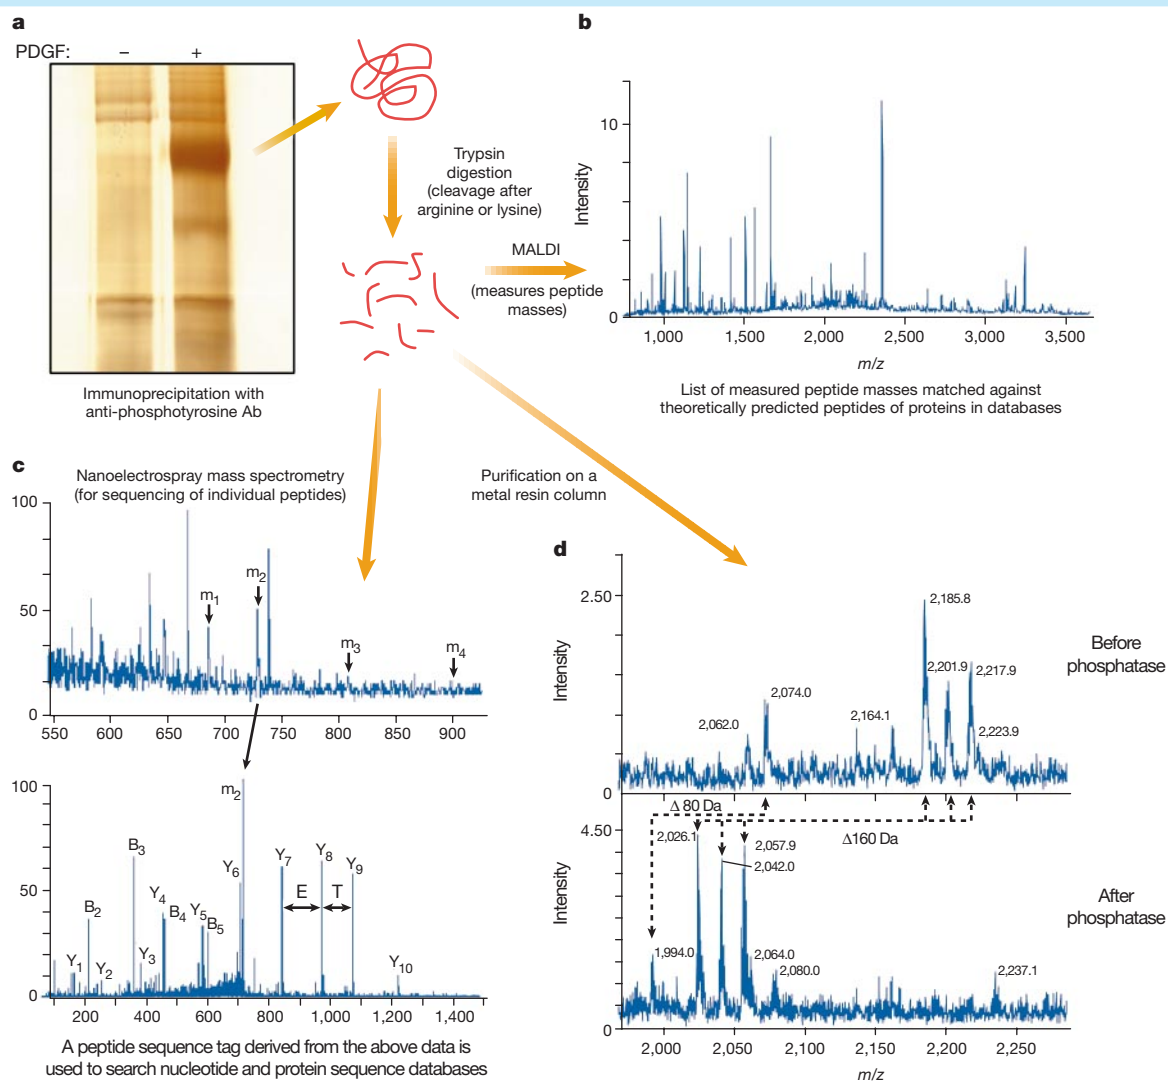 a
PDGF: – +
Trypsin
digestion
(cleavage after
arginine or lysine)
MALDI
(measures peptide
masses)
Immunoprecipitation with
anti-phosphotyrosine Ab
b
Intensity
10
0
1,000 1,500 2,000 2,500 3,000 3,500
m/z
List of measured peptide masses matched against
theoretically predicted peptides of proteins in databases
c
Nanoelectrospray mass spectrometry
(for sequencing of individual peptides)
Purification on a
metal resin column
100
50
0
m1
m2
m3
m4
550 600 650 700 750 800 850 900
100
50
0
m2
B3
Y6
Y7
Y8
Y9
B2
Y4
B4
Y5
B5
E
T
Y1
Y2
Y3
Y10
200 400 600 800 1,000 1,200 1,400
A peptide sequence tag derived from the above data is
used to search nucleotide and protein sequence databases
d
Intensity
2.50
0
2,062.0
2,074.0
2,164.1
2,185.8
2,201.9
2,217.9
2,223.9
Before
phosphatase
Δ 80 Da
Δ160 Da
Intensity
4.50
0
2,026.1
2,057.9
2,042.0
1,994.0
2,064.0
2,080.0
2,237.1
After
phosphatase
2,000 2,050 2,100 2,150 2,200 2,250
m/z